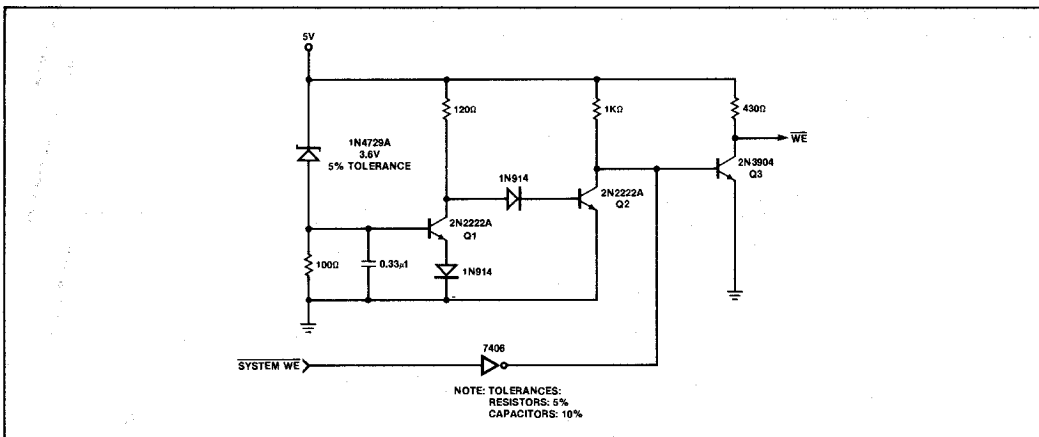 5V
120Ω
1KΩ
430Ω
WE
1N4729A
3.6V
5% TOLERANCE
2N3904
Q3
1N914
2N2222A
Q2
2N2222A
Q1
100Ω
0.33µf
1N914
7406
SYSTEM WE
NOTE: TOLERANCES:
RESISTORS: 5%
CAPACITORS: 10%